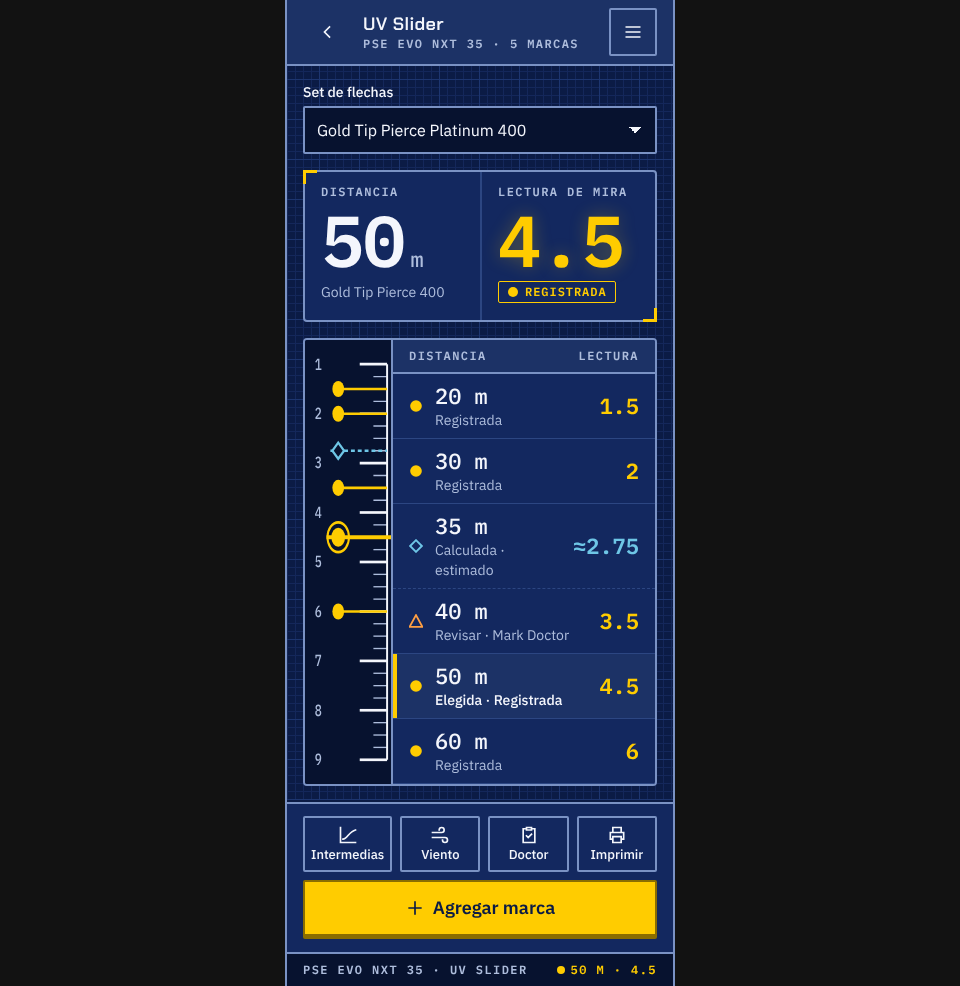 UV Slider
PSE EVO NXT 35 · 5 MARCAS
Set de flechas
Gold Tip Pierce Platinum 400
DISTANCIA
50 m
Gold Tip Pierce 400
LECTURA DE MIRA
4.5
REGISTRADA
1
2
3
4
5
6
7
8
9
DISTANCIA LECTURA
20 m
Registrada
1.5
30 m
Registrada
2
35 m
Calculada ·
estimado
≈2.75
40 m
Revisar · Mark Doctor
3.5
50 m
Elegida · Registrada
4.5
60 m
Registrada
6
Intermedias
Viento
Doctor
Imprimir
+ Agregar marca
PSE EVO NXT 35 · UV SLIDER
50 M · 4.5